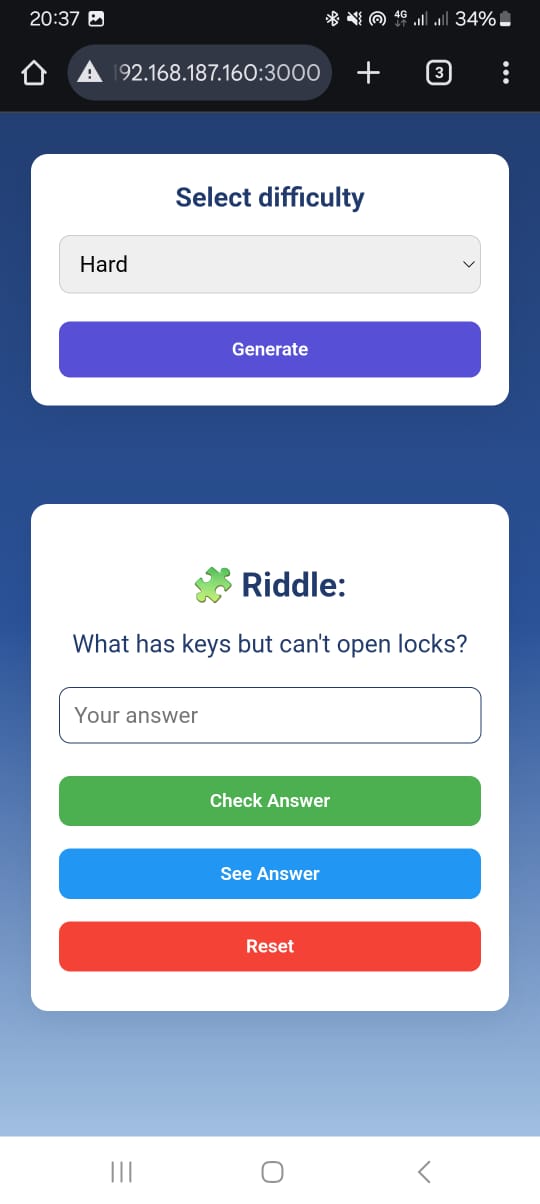 20:37
4G
34%
92.168.187.160:3000
3
Select difficulty
Hard
Generate
Riddle:
What has keys but can't open locks?
Your answer
Check Answer
See Answer
Reset